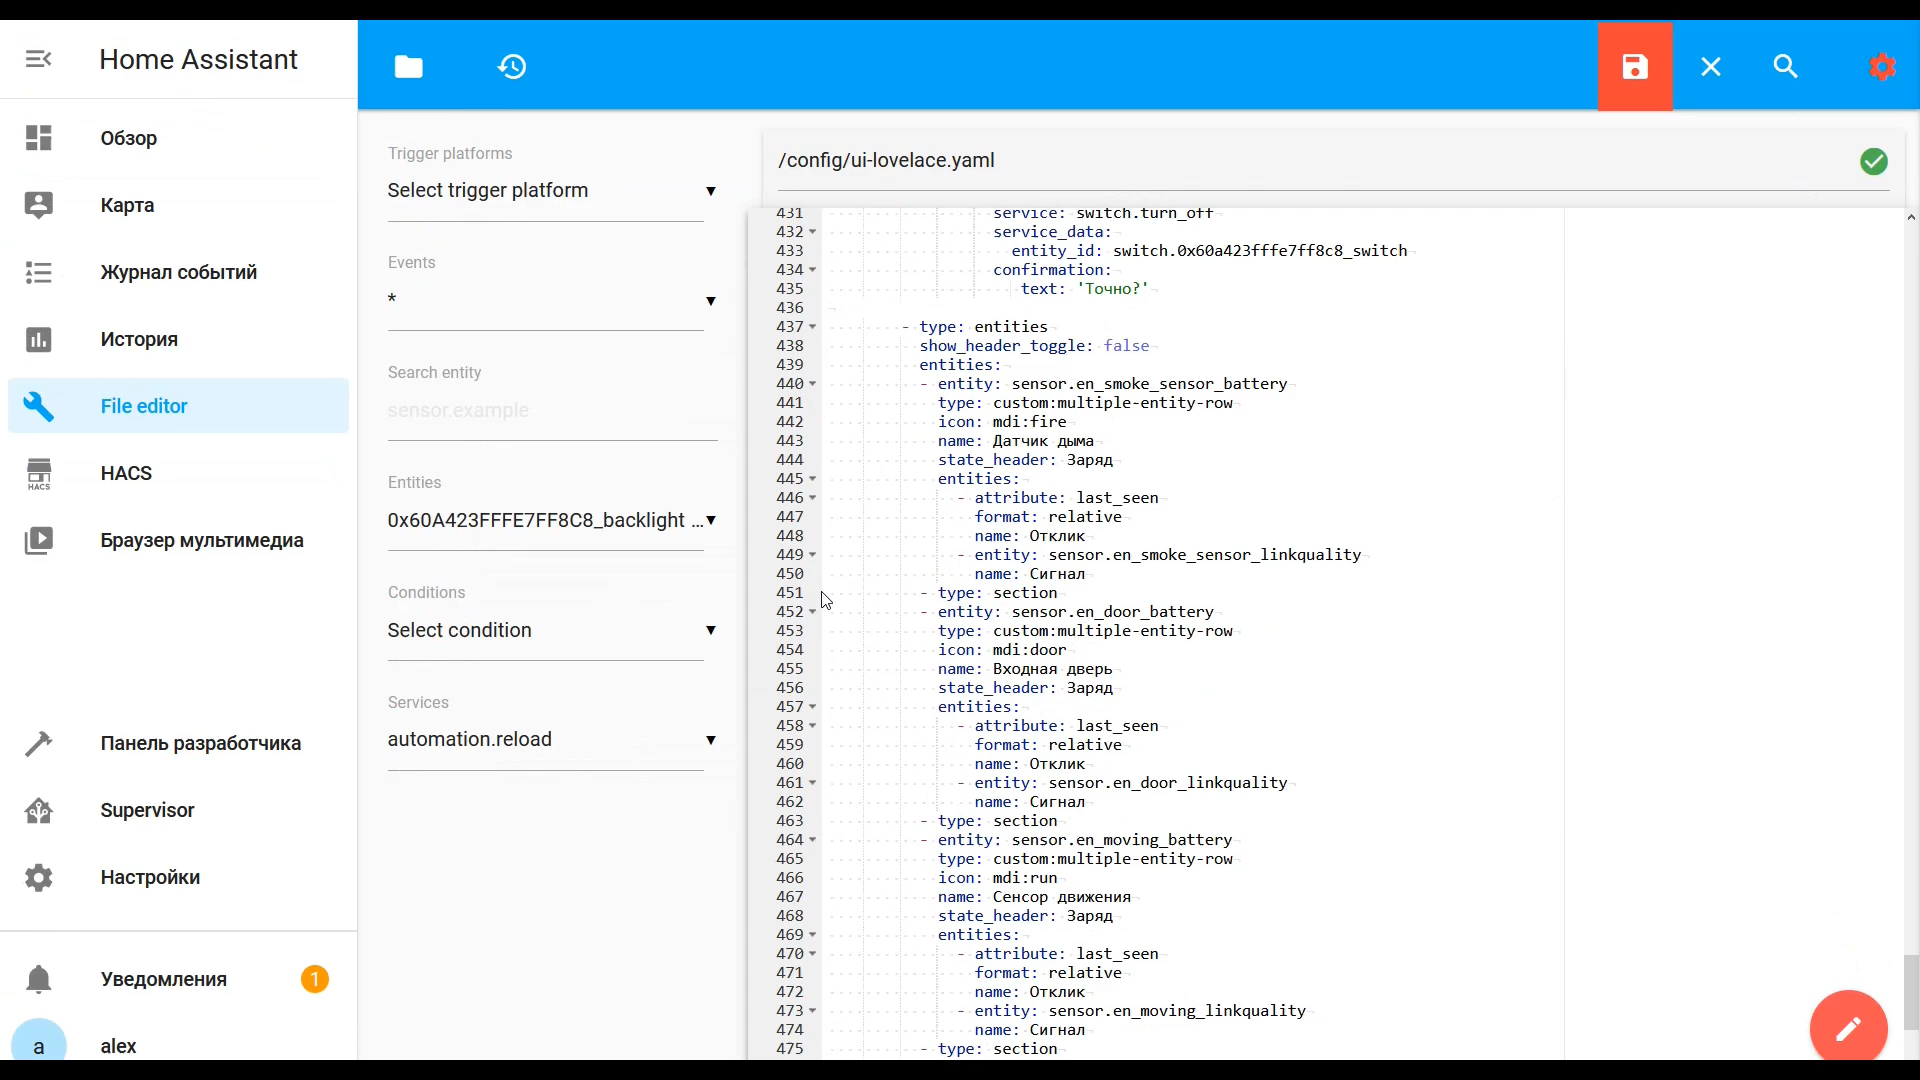 Home Assistant
Обзор
Карта
Журнал событий
История
File editor
HACS
HACS
Браузер мультимедиа
Панель разработчика
Supervisor
Настройки
Уведомления 1
a alex
Trigger platforms
Select trigger platform
Events
*
Search entity
sensor.example
Entities
0x60A423FFFE7FF8C8_backlight ...
Conditions
Select condition
Services
automation.reload
/config/ui-lovelace.yaml
431 service: switch.turn_off
432 service_data:
433 entity_id: switch.0x60a423fffe7ff8c8_switch
434 confirmation:
435 text: 'Точно?'
436
437 - type: entities
438 show_header_toggle: false
439 entities:
440 - entity: sensor.en_smoke_sensor_battery
441 type: custom:multiple-entity-row
442 icon: mdi:fire
443 name: Датчик дыма
444 state_header: Заряд
445 entities:
446 - attribute: last_seen
447 format: relative
448 name: Отклик
449 - entity: sensor.en_smoke_sensor_linkquality
450 name: Сигнал
451 - type: section
452 - entity: sensor.en_door_battery
453 type: custom:multiple-entity-row
454 icon: mdi:door
455 name: Входная дверь
456 state_header: Заряд
457 entities:
458 - attribute: last_seen
459 format: relative
460 name: Отклик
461 - entity: sensor.en_door_linkquality
462 name: Сигнал
463 - type: section
464 - entity: sensor.en_moving_battery
465 type: custom:multiple-entity-row
466 icon: mdi:run
467 name: Сенсор движения
468 state_header: Заряд
469 entities:
470 - attribute: last_seen
471 format: relative
472 name: Отклик
473 - entity: sensor.en_moving_linkquality
474 name: Сигнал
475 - type: section